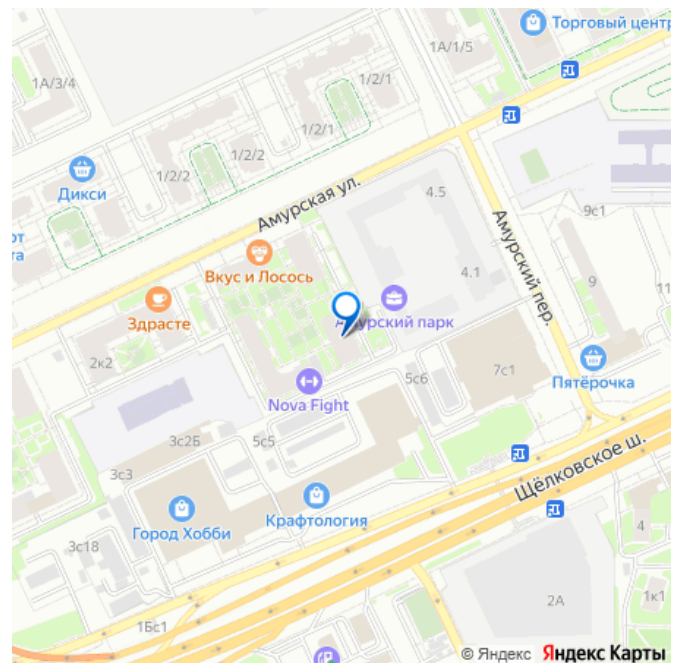 Торговый центр
1А/1/5
1А/3/4
1/2/1
1/2/1
1/2/2
1/2/2
Дикси
Амурская ул.
4.5
Амурский пер.
9с1
от
та
Вкус и Лосось
4.1
9
11
Здрасте
Амурский парк
2к2
7с1
Пятёрочка
5с6
Nova Fight
3с2Б
5с5
3с3
Щёлковское ш.
Город Хобби
Крафтология
4
3с18
2А
1к1
1Бс1
© Яндекс Яндекс Карты